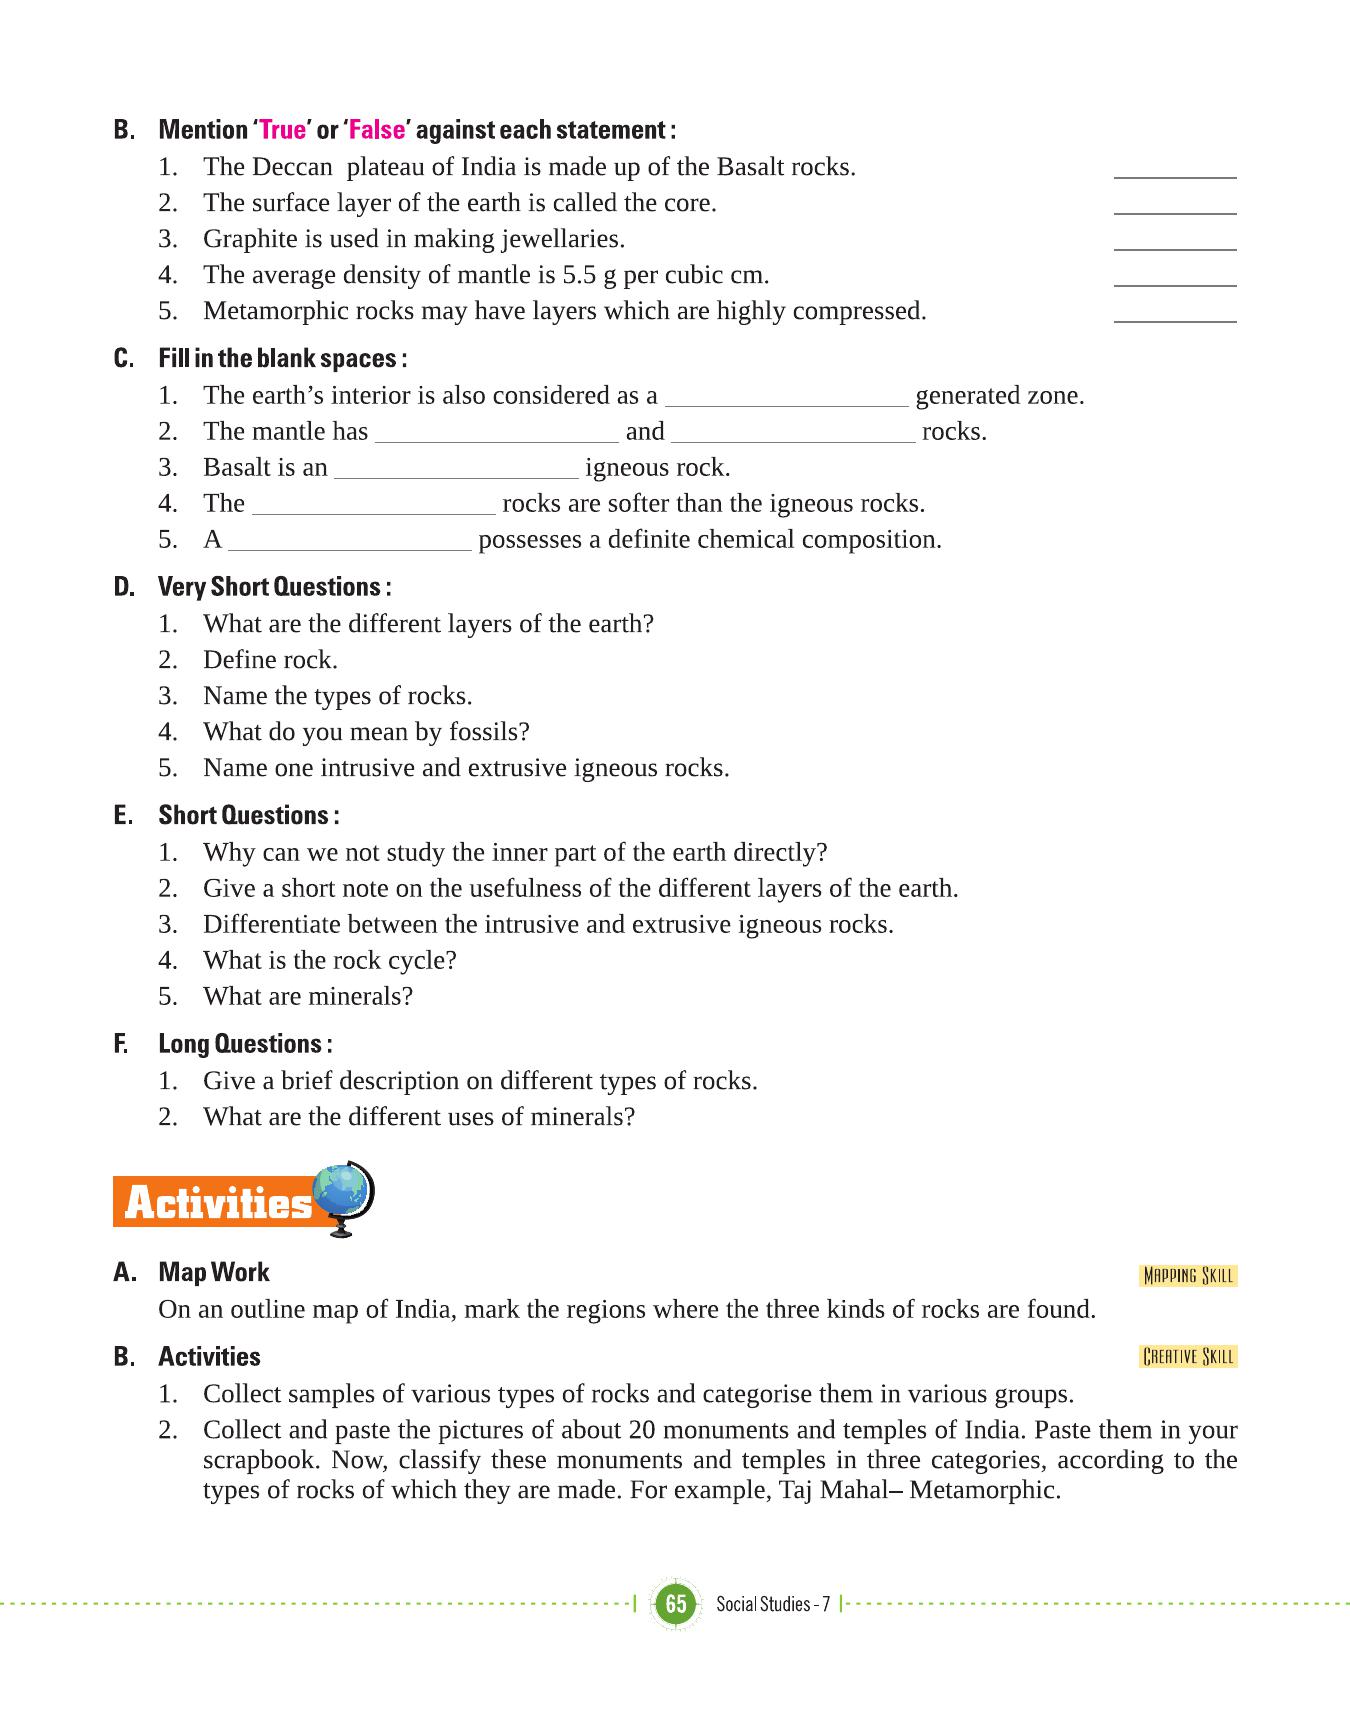 B. Mention ‘True’ or ‘False’ against each statement :
1. The Deccan plateau of India is made up of the Basalt rocks. ________
2. The surface layer of the earth is called the core. ________
3. Graphite is used in making jewellaries. ________
4. The average density of mantle is 5.5 g per cubic cm. ________
5. Metamorphic rocks may have layers which are highly compressed. ________
C. Fill in the blank spaces :
1. The earth’s interior is also considered as a ________________ generated zone.
2. The mantle has ________________ and ________________ rocks.
3. Basalt is an ________________ igneous rock.
4. The ________________ rocks are softer than the igneous rocks.
5. A ________________ possesses a definite chemical composition.
D. Very Short Questions :
1. What are the different layers of the earth?
2. Define rock.
3. Name the types of rocks.
4. What do you mean by fossils?
5. Name one intrusive and extrusive igneous rocks.
E. Short Questions :
1. Why can we not study the inner part of the earth directly?
2. Give a short note on the usefulness of the different layers of the earth.
3. Differentiate between the intrusive and extrusive igneous rocks.
4. What is the rock cycle?
5. What are minerals?
F. Long Questions :
1. Give a brief description on different types of rocks.
2. What are the different uses of minerals?
Activities
A. Map Work MAPPING SKILL
On an outline map of India, mark the regions where the three kinds of rocks are found.
B. Activities CREATIVE SKILL
1. Collect samples of various types of rocks and categorise them in various groups.
2. Collect and paste the pictures of about 20 monuments and temples of India. Paste them in your
scrapbook. Now, classify these monuments and temples in three categories, according to the
types of rocks of which they are made. For example, Taj Mahal– Metamorphic.
65 Social Studies - 7